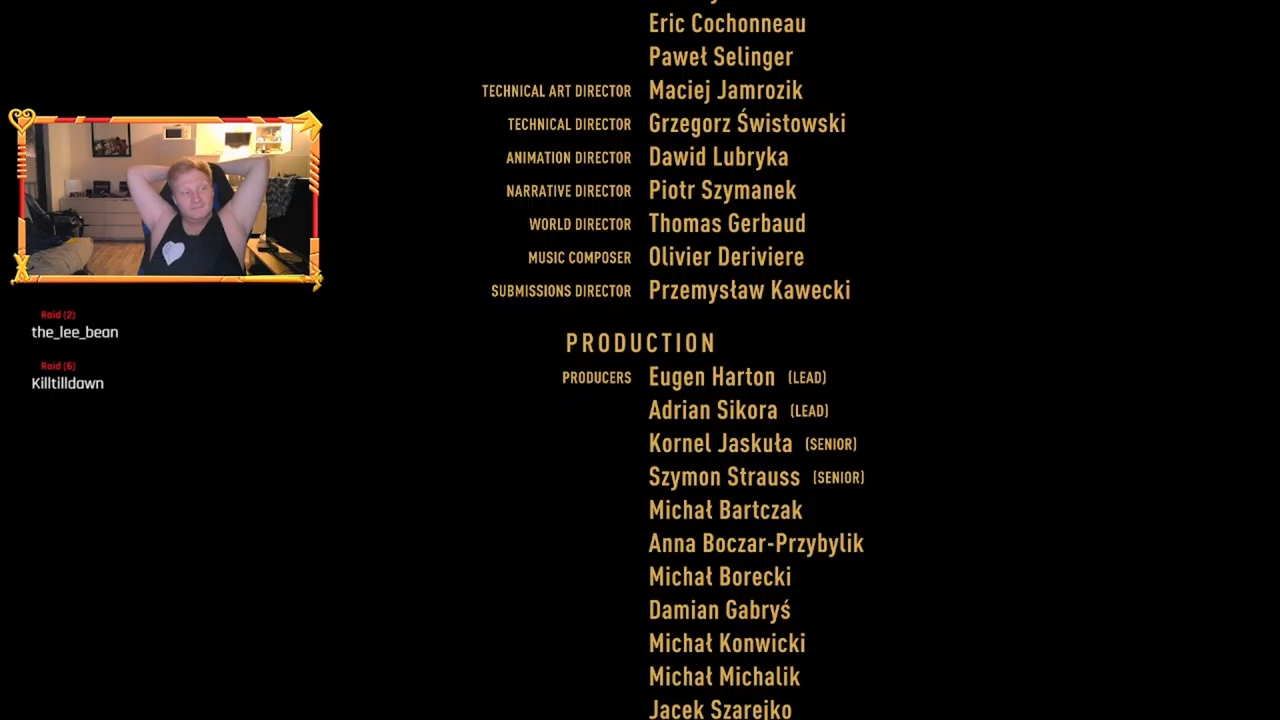 Eric Cochonneau
Paweł Selinger
TECHNICAL ART DIRECTOR Maciej Jamrozik
TECHNICAL DIRECTOR Grzegorz Świstowski
ANIMATION DIRECTOR Dawid Lubryka
NARRATIVE DIRECTOR Piotr Szymanek
WORLD DIRECTOR Thomas Gerbaud
MUSIC COMPOSER Olivier Deriviere
SUBMISSIONS DIRECTOR Przemysław Kawecki
Raid (2)
the_lee_bean
Raid (6)
Killtilldawn
PRODUCTION
PRODUCERS Eugen Harton (LEAD)
Adrian Sikora (LEAD)
Kornel Jaskuła (SENIOR)
Szymon Strauss (SENIOR)
Michał Bartczak
Anna Boczar-Przybylik
Michał Borecki
Damian Gabryś
Michał Konwicki
Michał Michalik
Jacek Szarejko